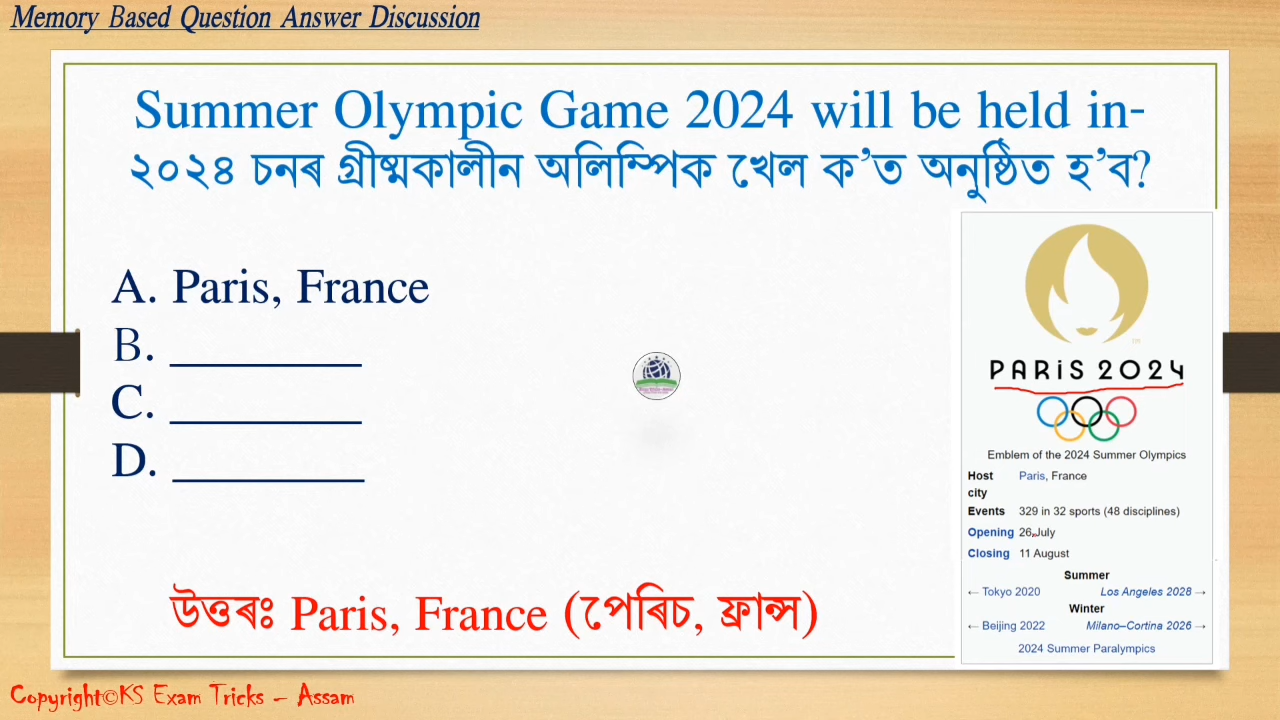 Memory Based Question Answer Discussion
Summer Olympic Game 2024 will be held in-
২০২৪ চনৰ গ্ৰীষ্মকালীন অলিম্পিক খেল ক’ত অনুষ্ঠিত হ’ব?
A. Paris, France
B. ________
C. ________
D. ________
উত্তৰঃ Paris, France (পেৰিচ, ফ্ৰান্স)
PARIS 2024
Emblem of the 2024 Summer Olympics
Host city Paris, France
Events 329 in 32 sports (48 disciplines)
Opening 26 July
Closing 11 August
Summer
← Tokyo 2020 Los Angeles 2028 →
Winter
← Beijing 2022 Milano–Cortina 2026 →
2024 Summer Paralympics
Copyright©KS Exam Tricks – Assam